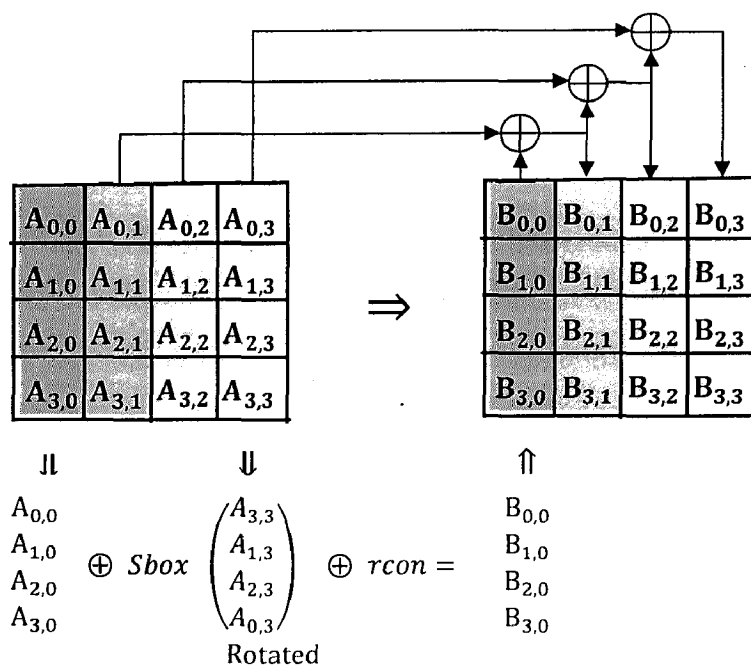 A0,0 A0,1 A0,2 A0,3
A1,0 A1,1 A1,2 A1,3
A2,0 A2,1 A2,2 A2,3
A3,0 A3,1 A3,2 A3,3
⇒
B0,0 B0,1 B0,2 B0,3
B1,0 B1,1 B1,2 B1,3
B2,0 B2,1 B2,2 B2,3
B3,0 B3,1 B3,2 B3,3
A0,0
A1,0
A2,0
A3,0
⊕ Sbox
A3,3
A1,3
A2,3
A0,3
Rotated
⊕ rcon =
B0,0
B1,0
B2,0
B3,0